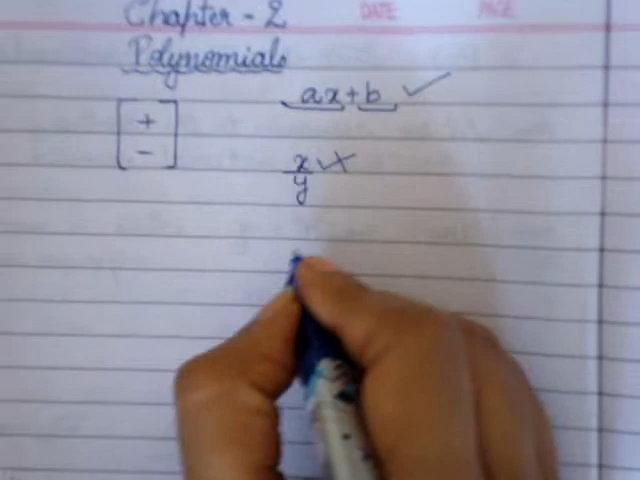 Chapter - 2
DATE PAGE
Polynomials
ax+b ✓
+
-
x/y ✗